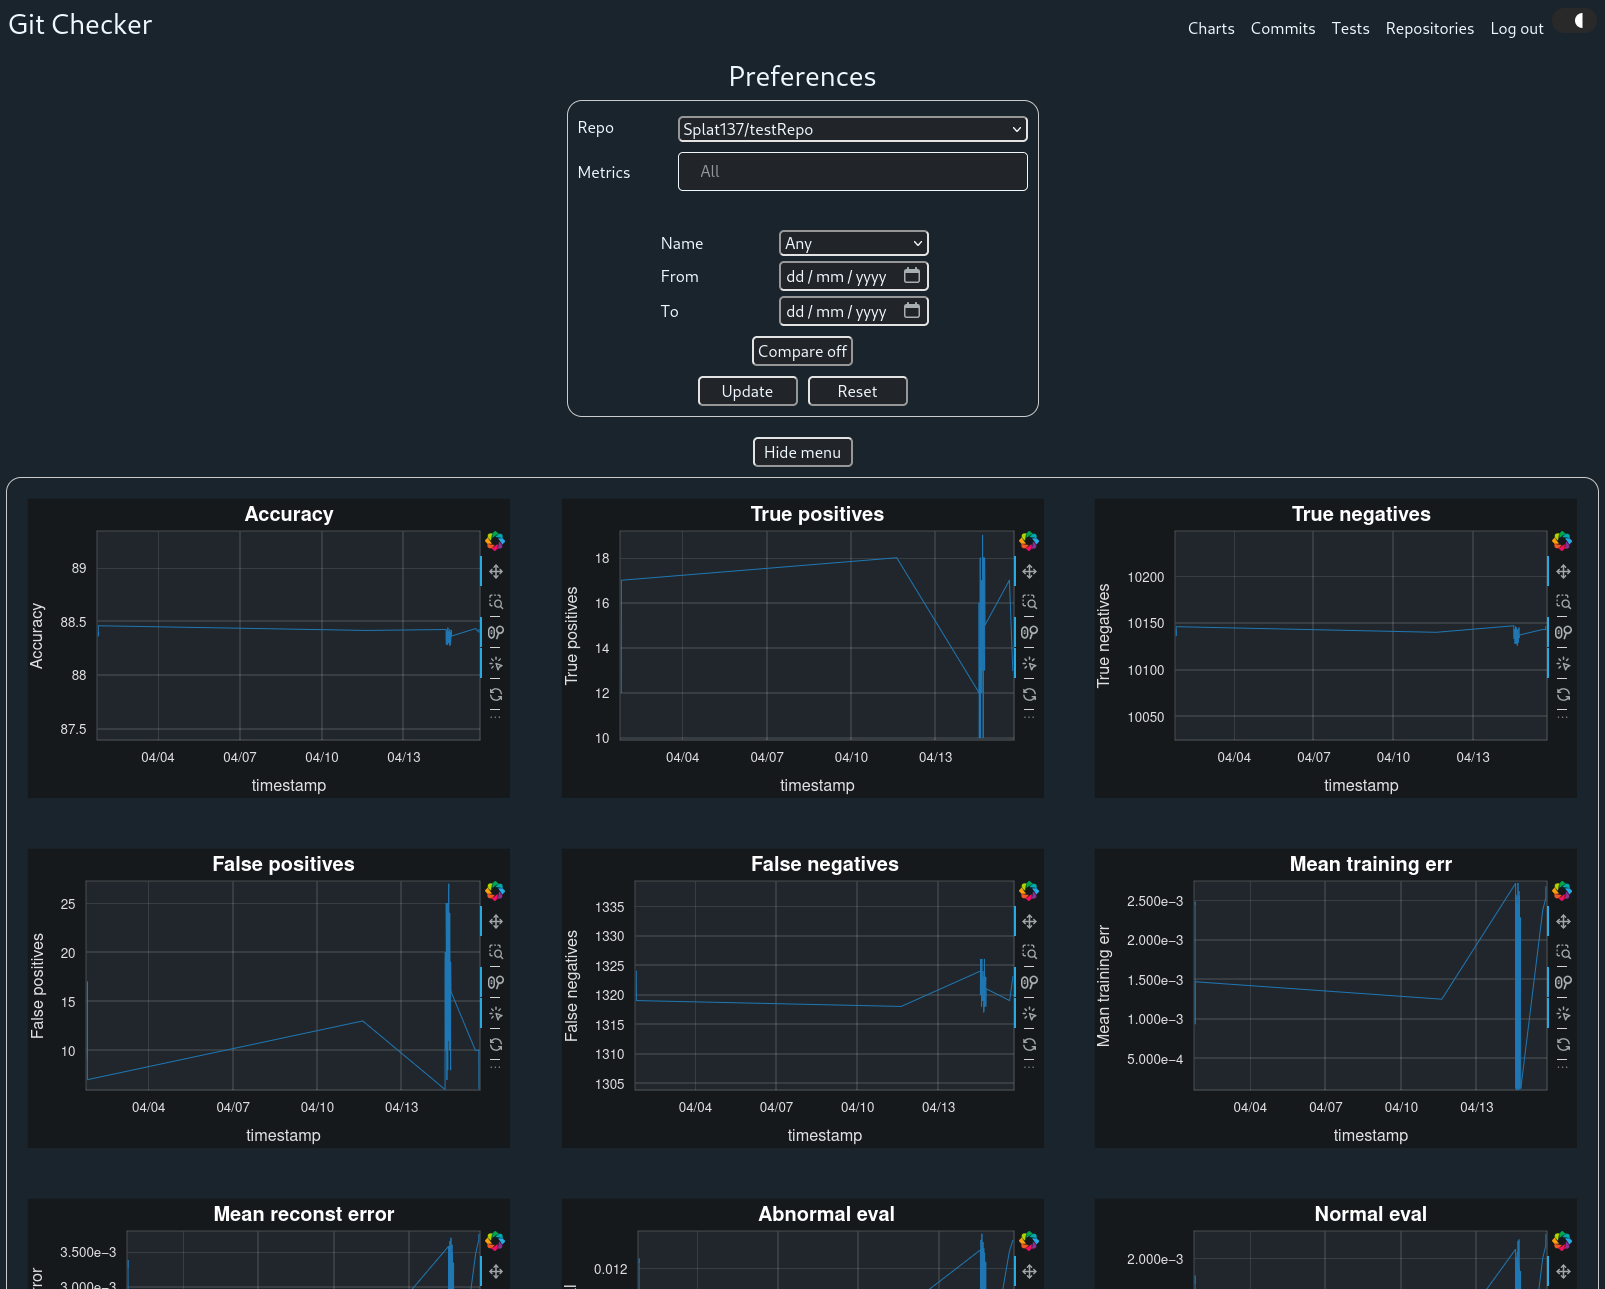 Git Checker
Charts Commits Tests Repositories Log out
Preferences
Repo Splat137/testRepo
Metrics All
Name Any
From dd / mm / yyyy
To dd / mm / yyyy
Compare off
Update Reset
Hide menu
Accuracy
Accuracy
89
88.5
88
87.5
04/04 04/07 04/10 04/13
timestamp
True positives
True positives
18
16
14
12
10
04/04 04/07 04/10 04/13
timestamp
True negatives
True negatives
10200
10150
10100
10050
04/04 04/07 04/10 04/13
timestamp
False positives
False positives
25
20
15
10
04/04 04/07 04/10 04/13
timestamp
False negatives
False negatives
1335
1330
1325
1320
1315
1310
1305
04/04 04/07 04/10 04/13
timestamp
Mean training err
Mean training err
2.500e−3
2.000e−3
1.500e−3
1.000e−3
5.000e−4
04/04 04/07 04/10 04/13
timestamp
Mean reconst error
3.500e−3
3.000e−3
Abnormal eval
0.012
Normal eval
2.000e−3